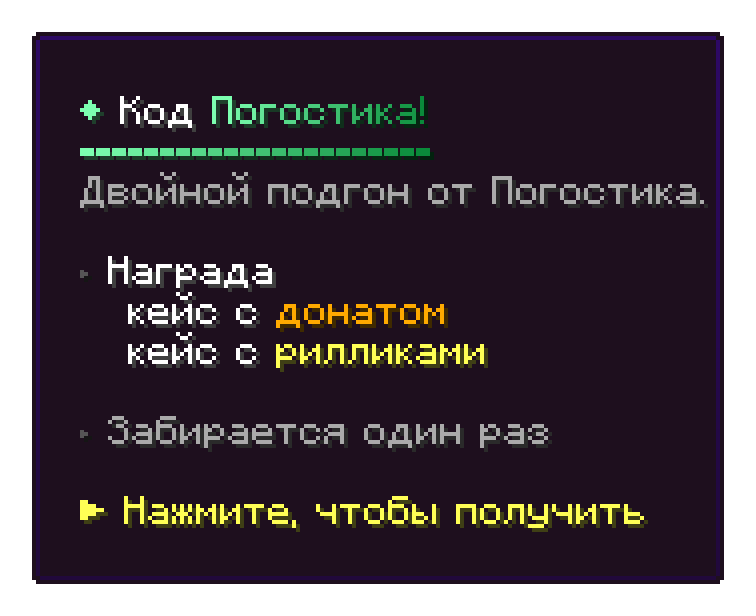 Код Погостика!
Двойной подгон от Погостика.
Награда
кейс с донатом
кейс с рилликами
Забирается один раз
Нажмите, чтобы получить